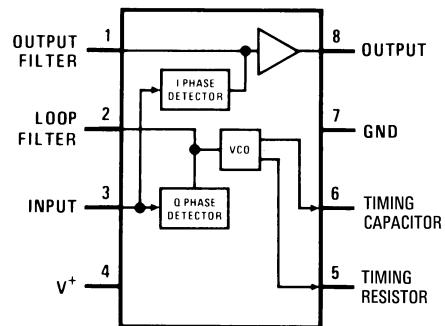 OUTPUT
FILTER
1
8
OUTPUT
I PHASE
DETECTOR
LOOP
FILTER
2
7
GND
VCO
INPUT
3
Q PHASE
DETECTOR
6
TIMING
CAPACITOR
V+
4
5
TIMING
RESISTOR